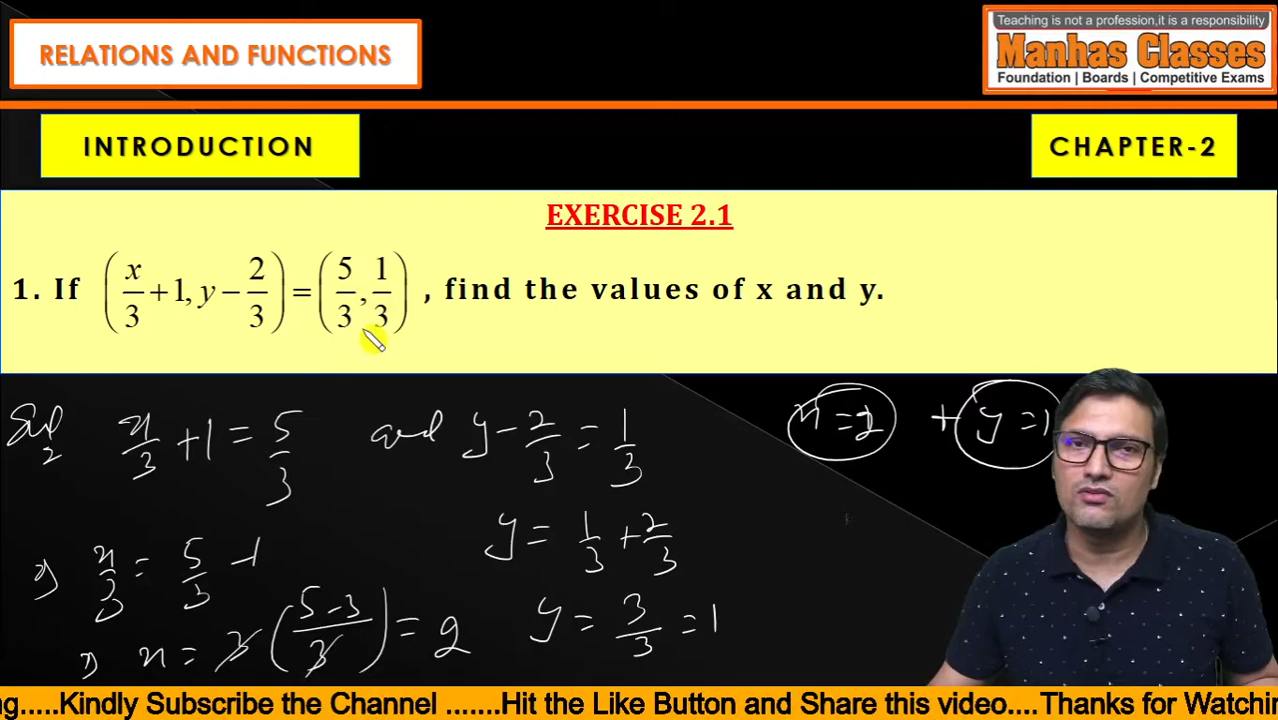 RELATIONS AND FUNCTIONS
Teaching is not a profession,it is a responsibility
Manhas Classes
Foundation | Boards | Competitive Exams
INTRODUCTION
CHAPTER-2
EXERCISE 2.1
1. If (x/3 + 1, y − 2/3) = (5/3, 1/3) , find the values of x and y.
Sol x/3 + 1 = 5/3 and y − 2/3 = 1/3
x = 2 + y = 1
y = 1/3 + 2/3
⇒ x/3 = 5/3 − 1
y = 3/3 = 1
⇒ x = 3 (5 − 3/3) = 2
ng.....Kindly Subscribe the Channel .......Hit the Like Button and Share this video....Thanks for Watchin